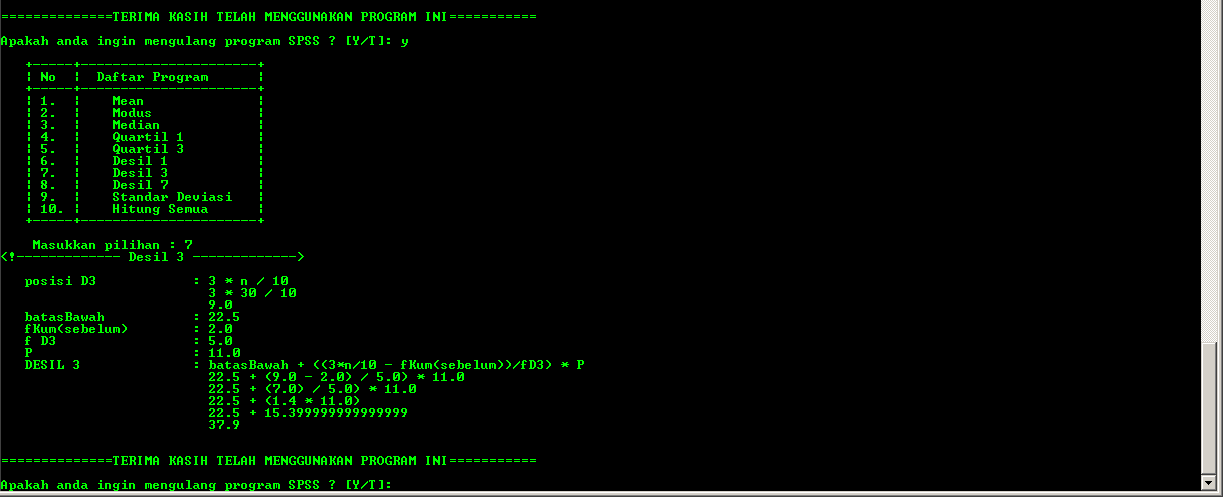 ==============TERIMA KASIH TELAH MENGGUNAKAN PROGRAM INI===========
Apakah anda ingin mengulang program SPSS ? [Y/T]: y
+-----+----------------------+
| No  |  Daftar Program      |
+-----+----------------------+
| 1.  |    Mean              |
| 2.  |    Modus             |
| 3.  |    Median            |
| 4.  |    Quartil 1         |
| 5.  |    Quartil 3         |
| 6.  |    Desil 1           |
| 7.  |    Desil 3           |
| 8.  |    Desil 7           |
| 9.  |    Standar Deviasi   |
| 10. |    Hitung Semua      |
+-----+----------------------+
Masukkan pilihan : 7
<!------------- Desil 3 ------------->
posisi D3 : 3 * n / 10
3 * 30 / 10
9.0
batasBawah : 22.5
fKum(sebelum) : 2.0
f D3 : 5.0
P : 11.0
DESIL 3 : batasBawah + ((3*n/10 - fKum(sebelum))/fD3) * P
22.5 + (9.0 - 2.0) / 5.0) * 11.0
22.5 + (7.0) / 5.0) * 11.0
22.5 + (1.4 * 11.0)
22.5 + 15.399999999999999
37.9
==============TERIMA KASIH TELAH MENGGUNAKAN PROGRAM INI===========
Apakah anda ingin mengulang program SPSS ? [Y/T]: